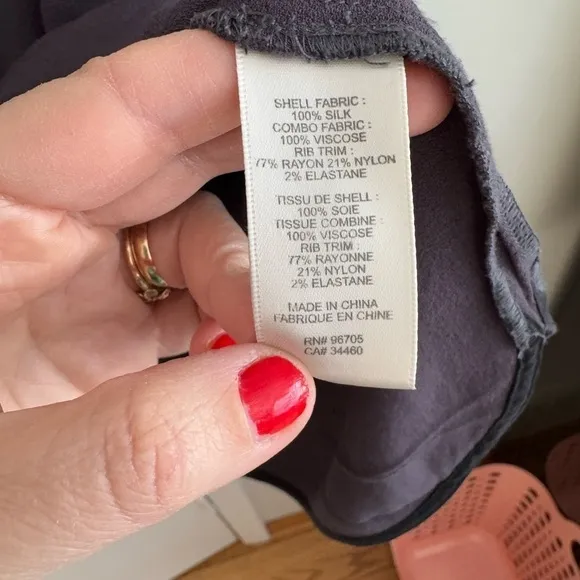 SHELL FABRIC :
100% SILK
COMBO FABRIC :
100% VISCOSE
RIB TRIM :
77% RAYON 21% NYLON
2% ELASTANE
TISSU DE SHELL :
100% SOIE
TISSUE COMBINE :
100% VISCOSE
RIB TRIM :
77% RAYONNE
21% NYLON
2% ELASTANE
MADE IN CHINA
FABRIQUE EN CHINE
RN# 96705
CA# 34460